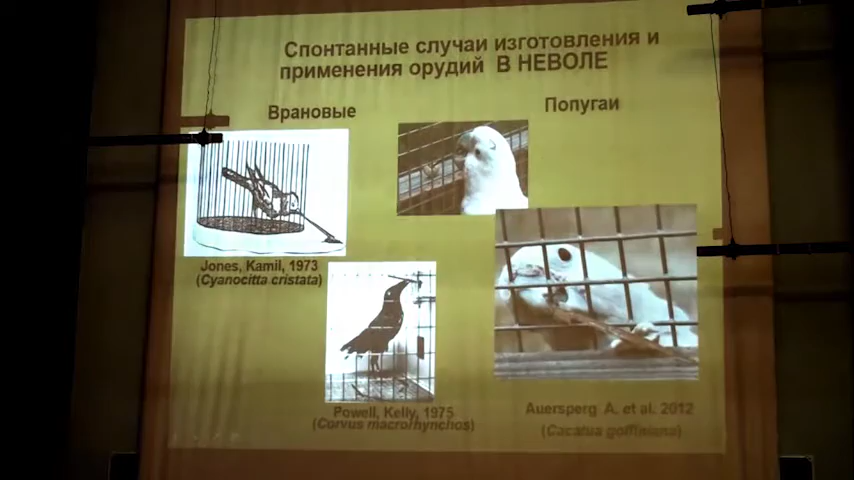 Спонтанные случаи изготовления и
применения орудий В НЕВОЛЕ
Врановые
Попугаи
Jones, Kamil, 1973
(Cyanocitta cristata)
Powell, Kelly, 1975
(Corvus macrorhynchos)
Auersperg A. et al. 2012
(Cacatua goffiniana)